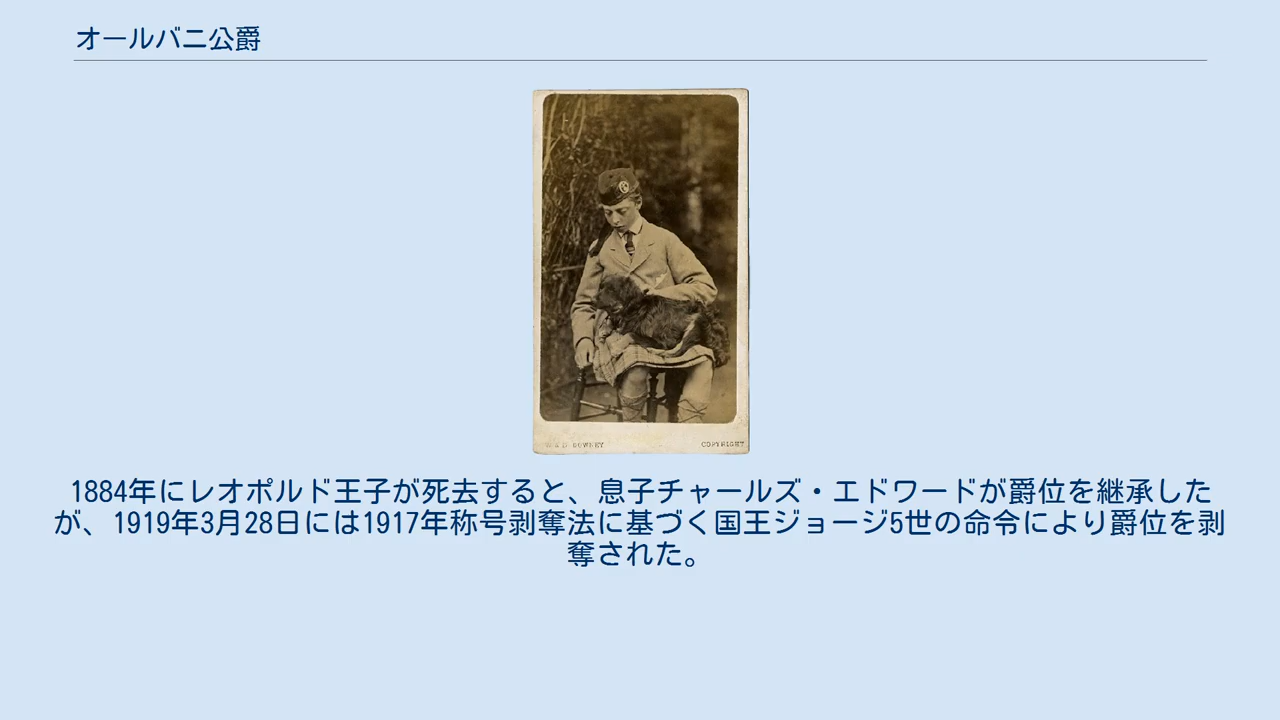 オールバニ公爵
W & D DOWNEY
COPYRIGHT
1884年にレオポルド王子が死去すると、息子チャールズ・エドワードが爵位を継承した
が、1919年3月28日には1917年称号剥奪法に基づく国王ジョージ5世の命令により爵位を剥
奪された。